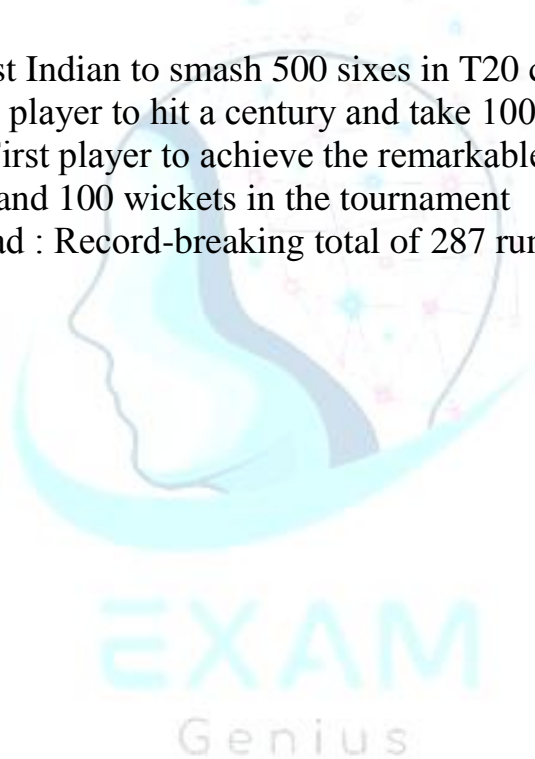 st Indian to smash 500 sixes in T20 c
player to hit a century and take 100
First player to achieve the remarkable
and 100 wickets in the tournament
ad : Record-breaking total of 287 run
EXAM
Genius